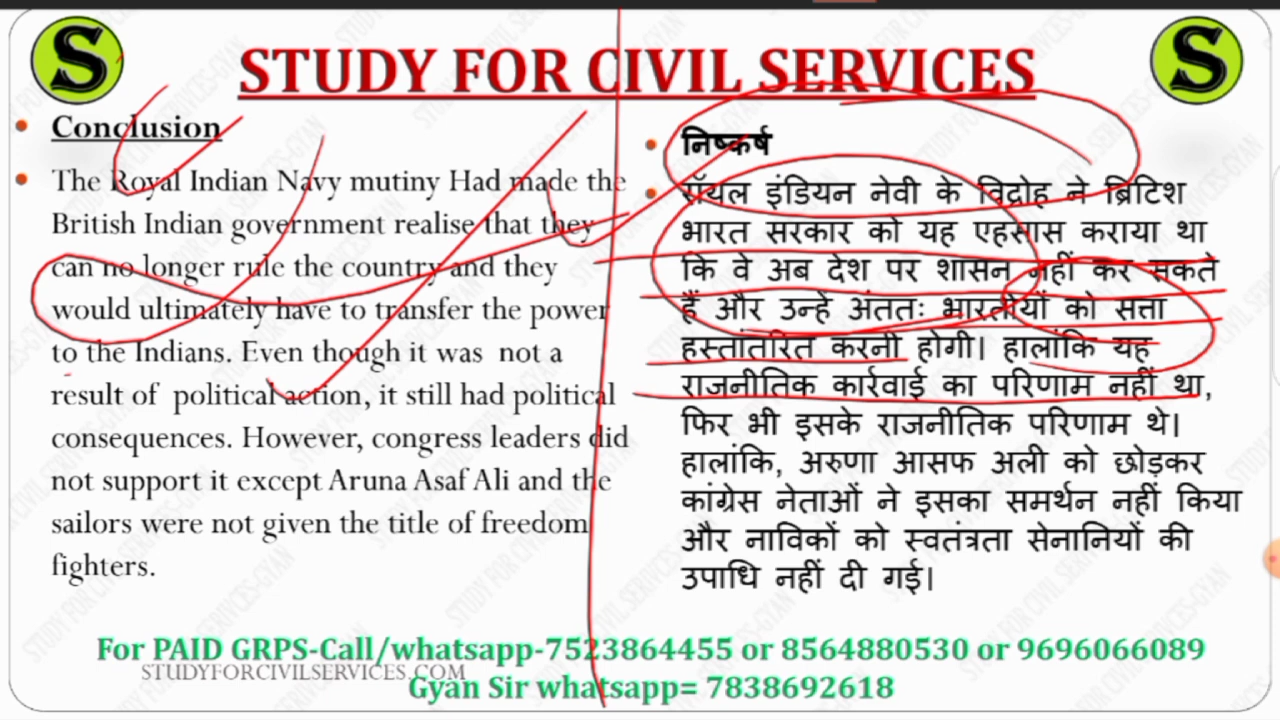 S
STUDY FOR CIVIL SERVICES
S
Conclusion
The Royal Indian Navy mutiny Had made the
British Indian government realise that they
can no longer rule the country and they
would ultimately have to transfer the power
to the Indians. Even though it was not a
result of political action, it still had political
consequences. However, congress leaders did
not support it except Aruna Asaf Ali and the
sailors were not given the title of freedom
fighters.
निष्कर्ष
रॉयल इंडियन नेवी के विद्रोह ने ब्रिटिश
भारत सरकार को यह एहसास कराया था
कि वे अब देश पर शासन नहीं कर सकते
हैं और उन्हे अंततः भारतीयों को सत्ता
हस्तांतरित करनी होगी। हालांकि यह
राजनीतिक कार्रवाई का परिणाम नहीं था,
फिर भी इसके राजनीतिक परिणाम थे।
हालांकि, अरुणा आसफ अली को छोड़कर
कांग्रेस नेताओं ने इसका समर्थन नहीं किया
और नाविकों को स्वतंत्रता सेनानियों की
उपाधि नहीं दी गई।
For PAID GRPS-Call/whatsapp-7523864455 or 8564880530 or 9696066089
STUDYFORCIVILSERVICES.COM
Gyan Sir whatsapp= 7838692618